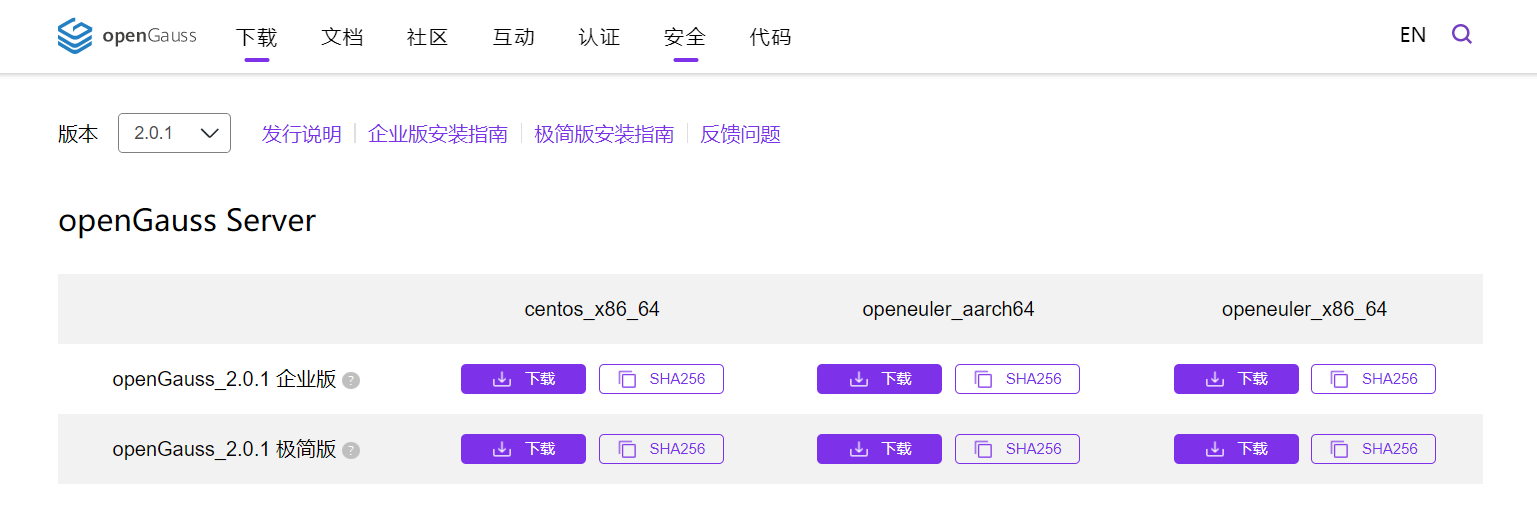 openGauss 下载 文档 社区 互动 认证 安全 代码 EN
版本 2.0.1 发行说明 企业版安装指南 极简版安装指南 反馈问题
openGauss Server
centos_x86_64 openeuler_aarch64 openeuler_x86_64
openGauss_2.0.1 企业版 ? 下载 SHA256 下载 SHA256 下载 SHA256
openGauss_2.0.1 极简版 ? 下载 SHA256 下载 SHA256 下载 SHA256